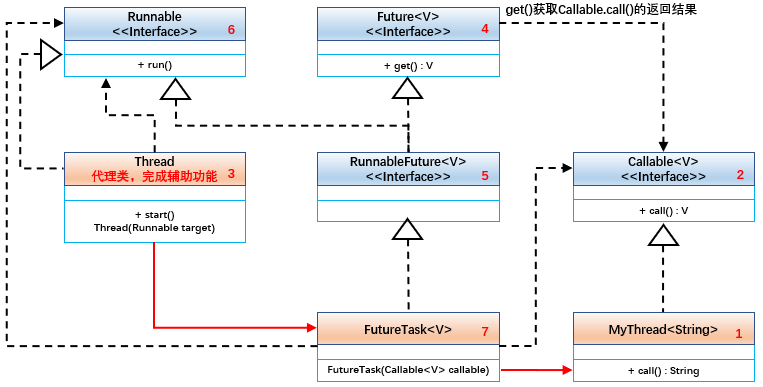 Runnable
<<Interface>> 6
+ run()
Future<V>
<<Interface>> 4
+ get() : V
get()获取Callable.call()的返回结果
Thread
代理类，完成辅助功能 3
+ start()
Thread(Runnable target)
RunnableFuture<V>
<<Interface>> 5
Callable<V>
<<Interface>> 2
+ call() : V
FutureTask<V> 7
FutureTask(Callable<V> callable)
MyThread<String> 1
+ call() : String